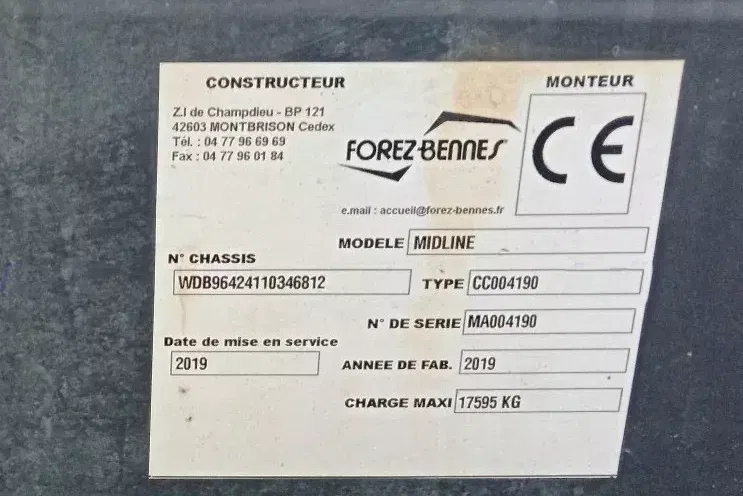 CONSTRUCTEUR
MONTEUR
Z.I de Champdieu - BP 121
42603 MONTBRISON Cedex
Tél. : 04 77 96 69 69
Fax : 04 77 96 01 84
FOREZ-BENNES
CE
e.mail : accueil@forez-bennes.fr
MODELE MIDLINE
N° CHASSIS
WDB96424110346812
TYPE CC004190
N° DE SERIE MA004190
Date de mise en service
2019
ANNEE DE FAB. 2019
CHARGE MAXI 17595 KG